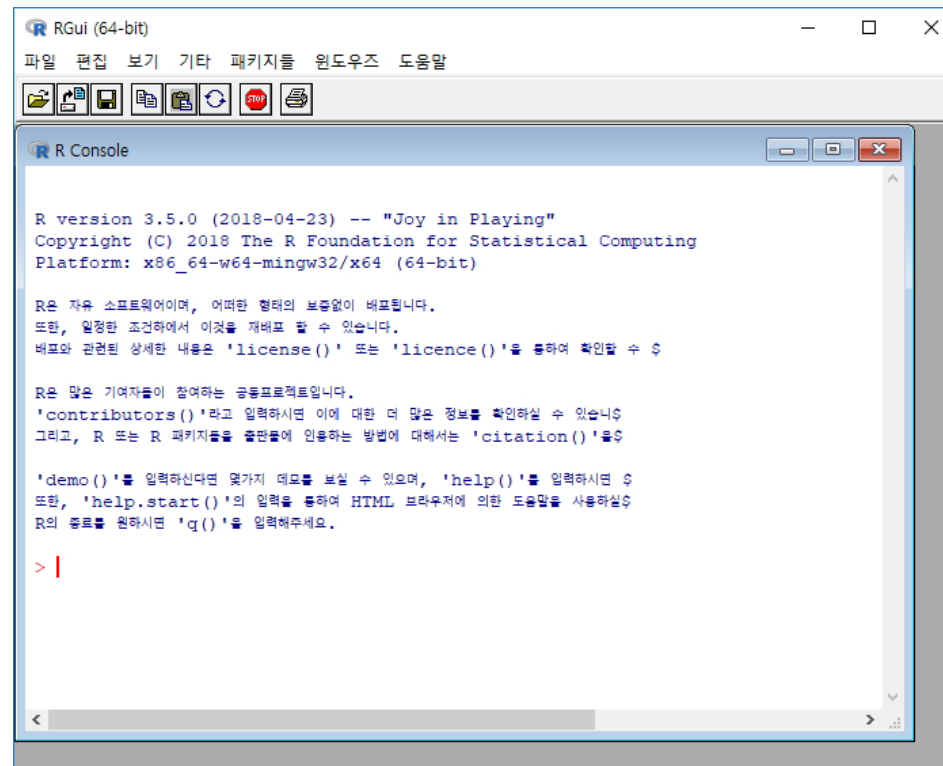 RGui (64-bit)
파일 편집 보기 기타 패키지들 윈도우즈 도움말
STOP
R Console
R version 3.5.0 (2018-04-23) -- "Joy in Playing"
Copyright (C) 2018 The R Foundation for Statistical Computing
Platform: x86_64-w64-mingw32/x64 (64-bit)
R은 자유 소프트웨어이며, 어떠한 형태의 보증없이 배포됩니다.
또한, 일정한 조건하에서 이것을 재배포 할 수 있습니다.
배포와 관련된 상세한 내용은 'license()' 또는 'licence()'을 통하여 확인할 수 $
R은 많은 기여자들이 참여하는 공동프로젝트입니다.
'contributors()'라고 입력하시면 이에 대한 더 많은 정보를 확인하실 수 있습니$
그리고, R 또는 R 패키지들을 출판물에 인용하는 방법에 대해서는 'citation()'을$
'demo()'를 입력하신다면 몇가지 데모를 보실 수 있으며, 'help()'를 입력하시면 $
또한, 'help.start()'의 입력을 통하여 HTML 브라우저에 의한 도움말을 사용하실$
R의 종료를 원하시면 'q()'을 입력해주세요.
>